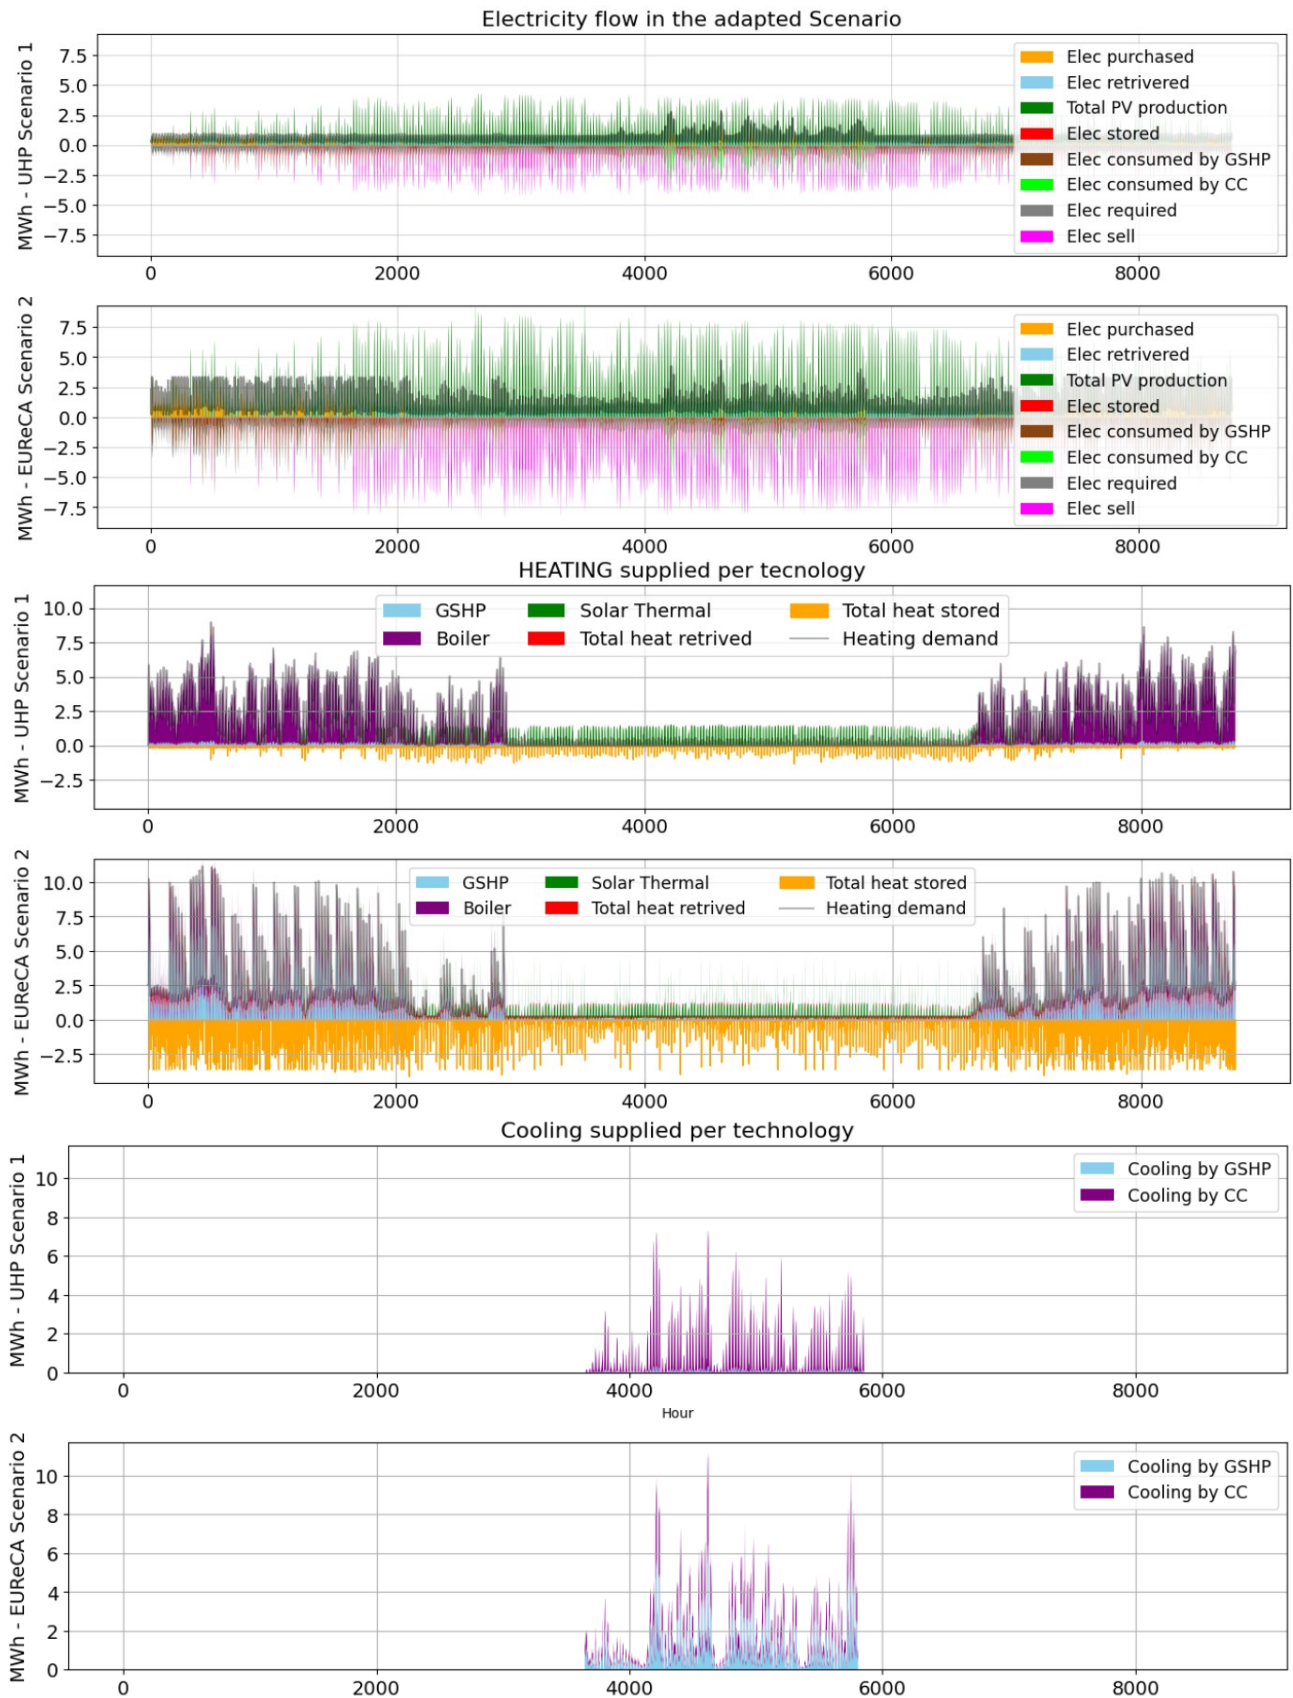 Electricity flow in the adapted Scenario
MWh - UHP Scenario 1
7.5
5.0
2.5
0.0
−2.5
−5.0
−7.5
Elec purchased
Elec retrivered
Total PV production
Elec stored
Elec consumed by GSHP
Elec consumed by CC
Elec required
Elec sell
0 2000 4000 6000 8000
MWh - EUReCA Scenario 2
7.5
5.0
2.5
0.0
−2.5
−5.0
−7.5
Elec purchased
Elec retrivered
Total PV production
Elec stored
Elec consumed by GSHP
Elec consumed by CC
Elec required
Elec sell
0 2000 4000 6000 8000
HEATING supplied per tecnology
MWh - UHP Scenario 1
10.0
7.5
5.0
2.5
0.0
−2.5
GSHP Solar Thermal Total heat stored
Boiler Total heat retrived Heating demand
0 2000 4000 6000 8000
MWh - EUReCA Scenario 2
10.0
7.5
5.0
2.5
0.0
−2.5
GSHP Solar Thermal Total heat stored
Boiler Total heat retrived Heating demand
0 2000 4000 6000 8000
Cooling supplied per technology
MWh - UHP Scenario 1
10
8
6
4
2
0
Cooling by GSHP
Cooling by CC
0 2000 4000 6000 8000
Hour
MWh - EUReCA Scenario 2
10
8
6
4
2
0
Cooling by GSHP
Cooling by CC
0 2000 4000 6000 8000